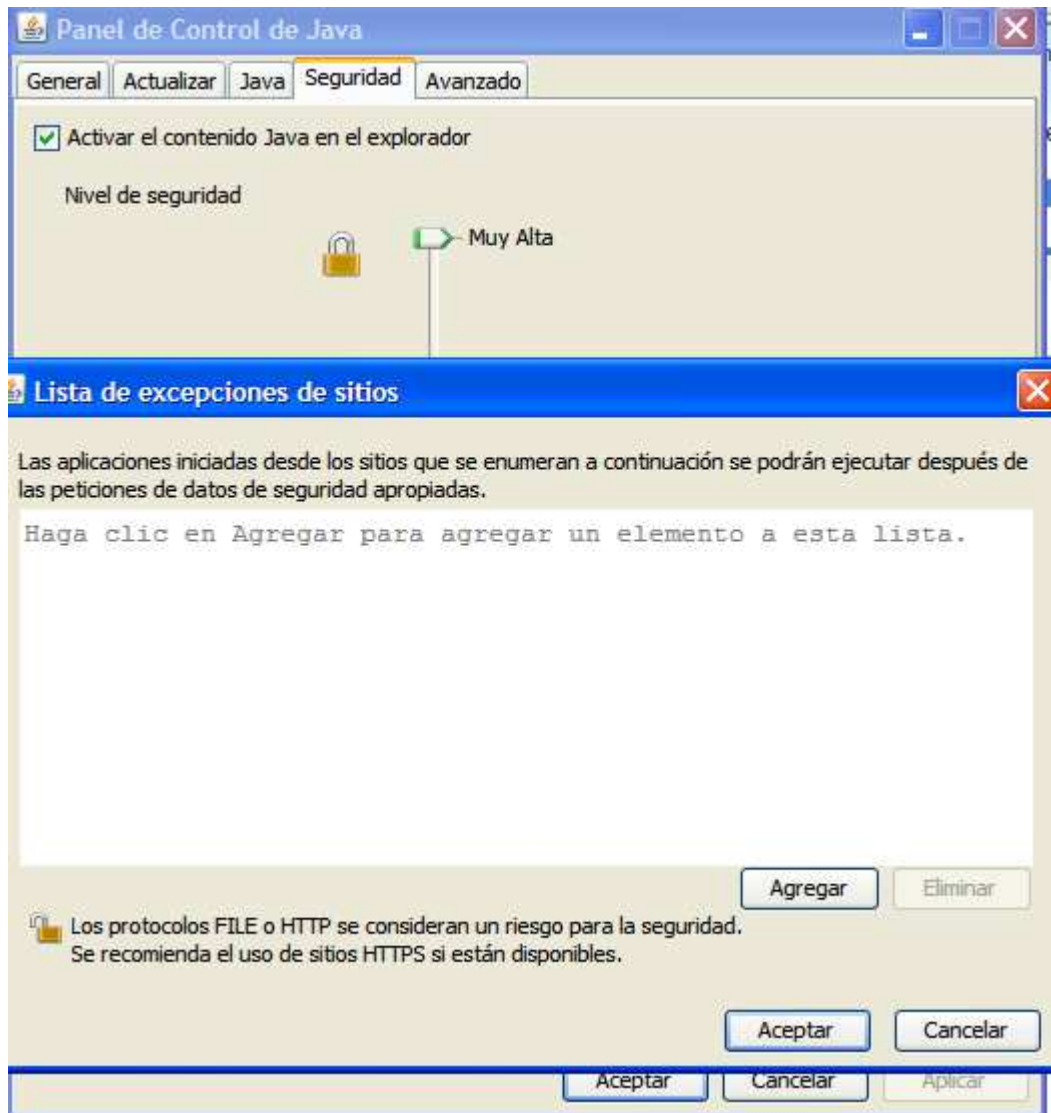 Panel de Control de Java
General Actualizar Java Seguridad Avanzado
Activar el contenido Java en el explorador
Nivel de seguridad
Muy Alta
Lista de excepciones de sitios
Las aplicaciones iniciadas desde los sitios que se enumeran a continuación se podrán ejecutar después de
las peticiones de datos de seguridad apropiadas.
Haga clic en Agregar para agregar un elemento a esta lista.
Agregar Eliminar
Los protocolos FILE o HTTP se consideran un riesgo para la seguridad.
Se recomienda el uso de sitios HTTPS si están disponibles.
Aceptar Cancelar
Aceptar Cancelar Aplicar